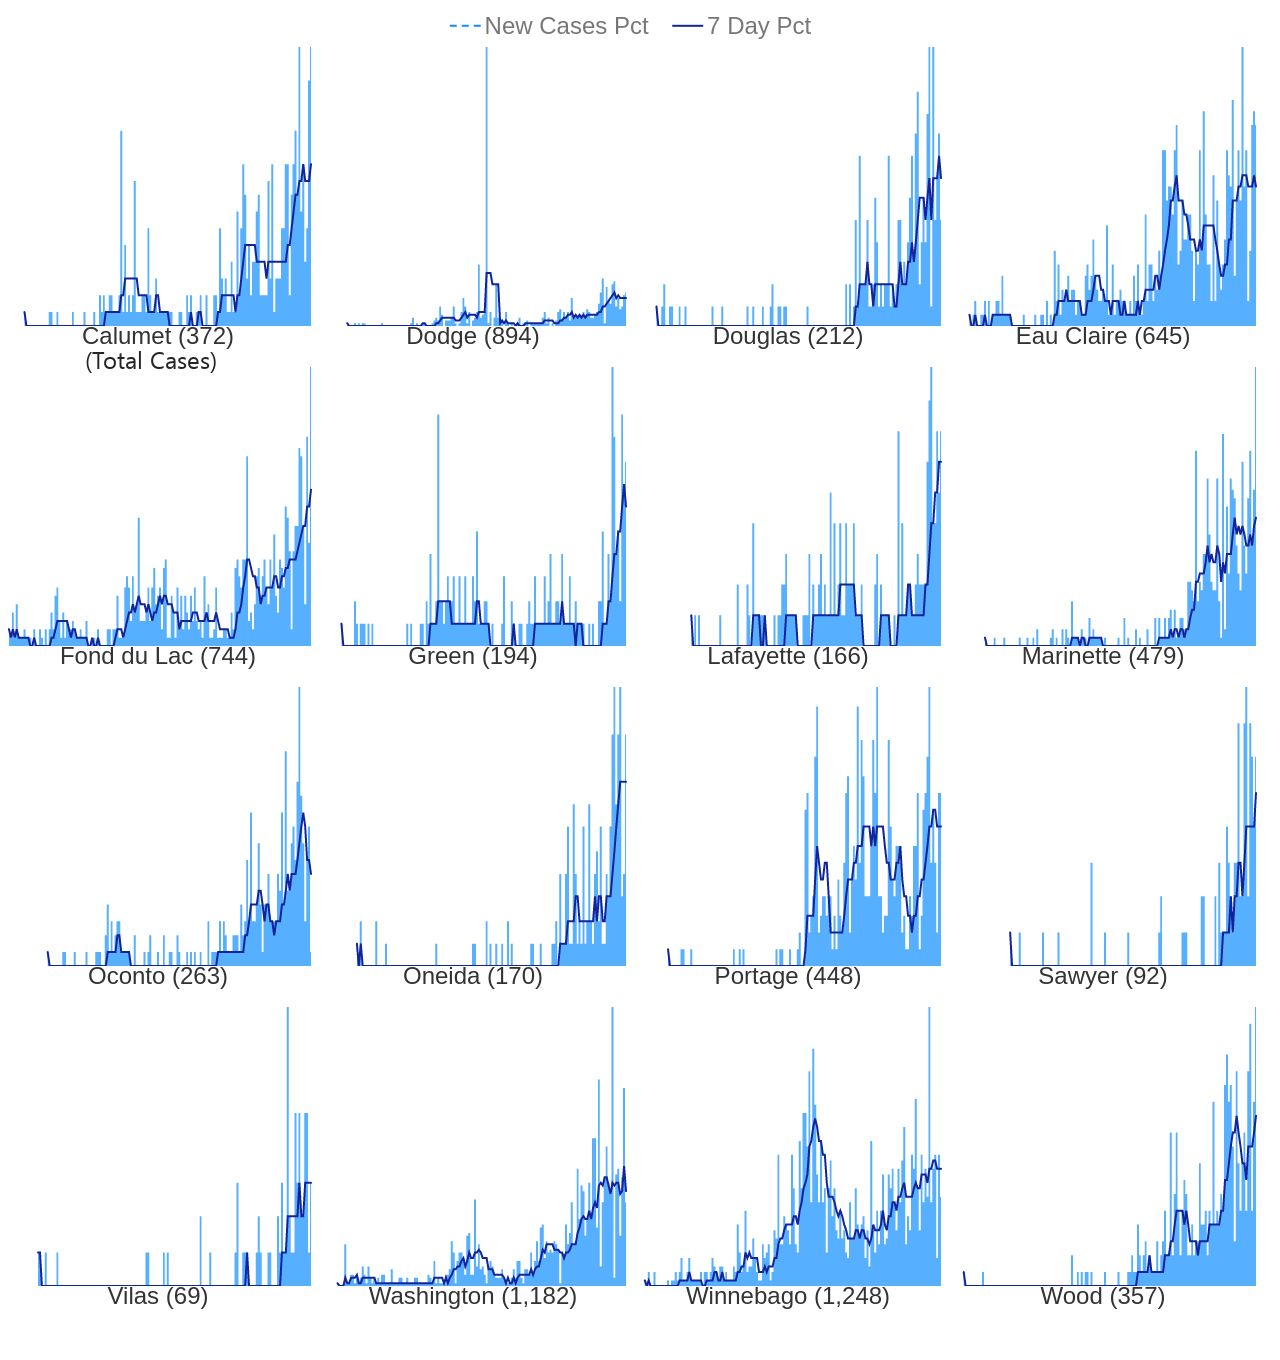 New Cases Pct 7 Day Pct
Calumet (372) Dodge (894) Douglas (212) Eau Claire (645)
(Total Cases)
Fond du Lac (744) Green (194) Lafayette (166) Marinette (479)
Oconto (263) Oneida (170) Portage (448) Sawyer (92)
Vilas (69) Washington (1,182) Winnebago (1,248) Wood (357)